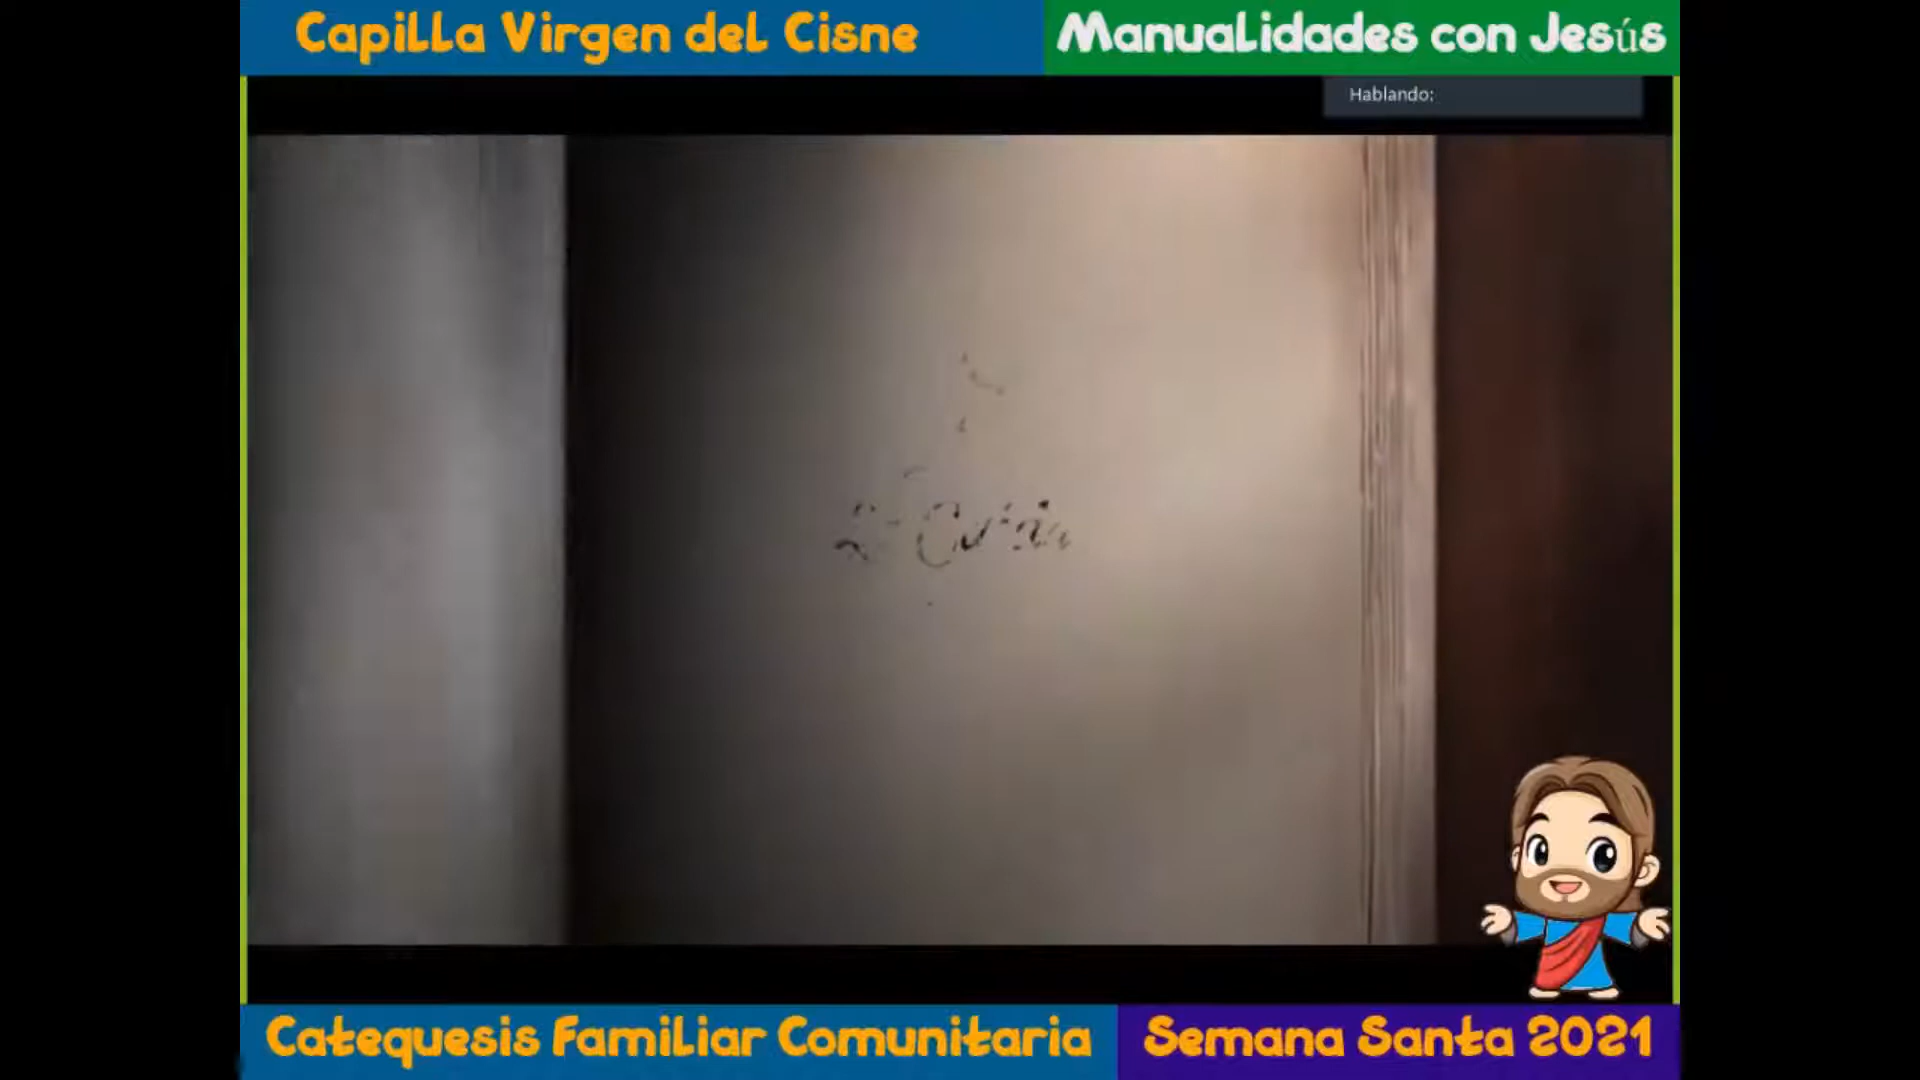 Capilla Virgen del Cisne
Manualidades con Jesús
Hablando:
Catequesis Familiar Comunitaria
Semana Santa 2021